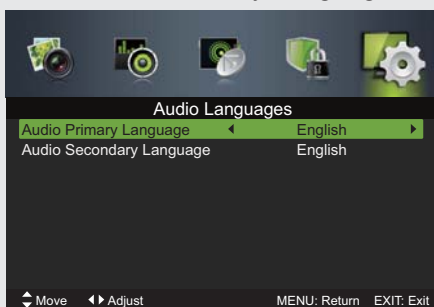 Audio Languages
Audio Primary Language English
Audio Secondary Language English
Move Adjust MENU: Return EXIT: Exit